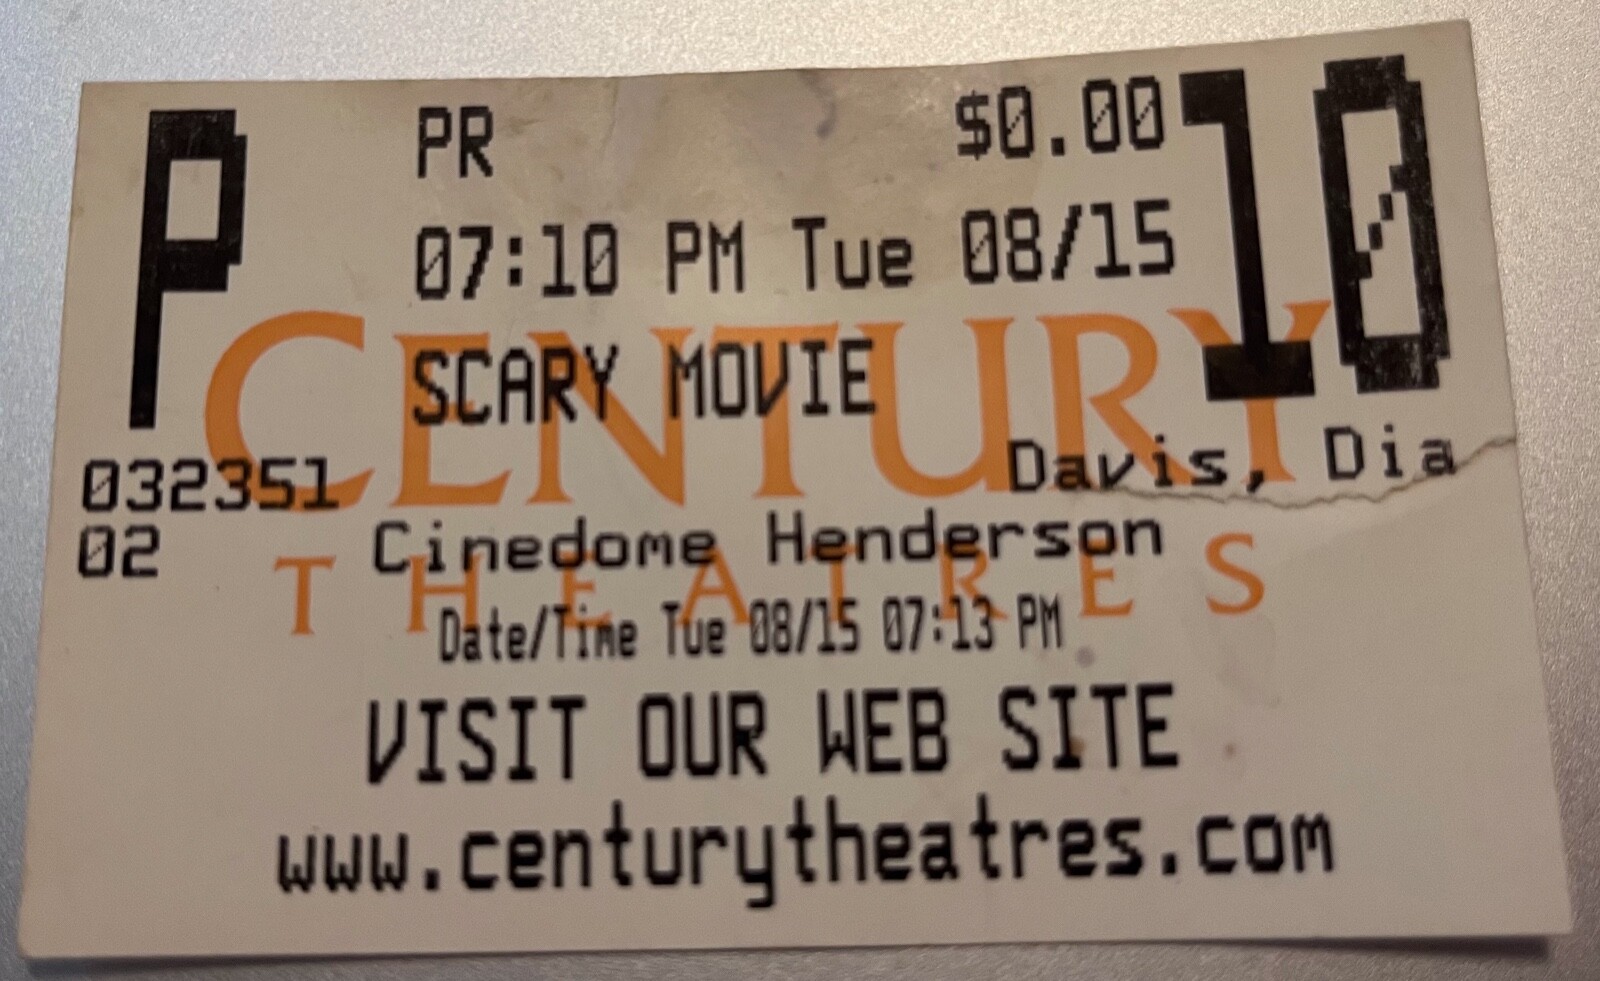 P PR $0.00 10
07:10 PM Tue 08/15
CENTURY
SCARY MOVIE
Davis, Dia
032351
02 Cinedome Henderson
THEATRES
Date/Time Tue 08/15 07:13 PM
VISIT OUR WEB SITE
www.centurytheatres.com